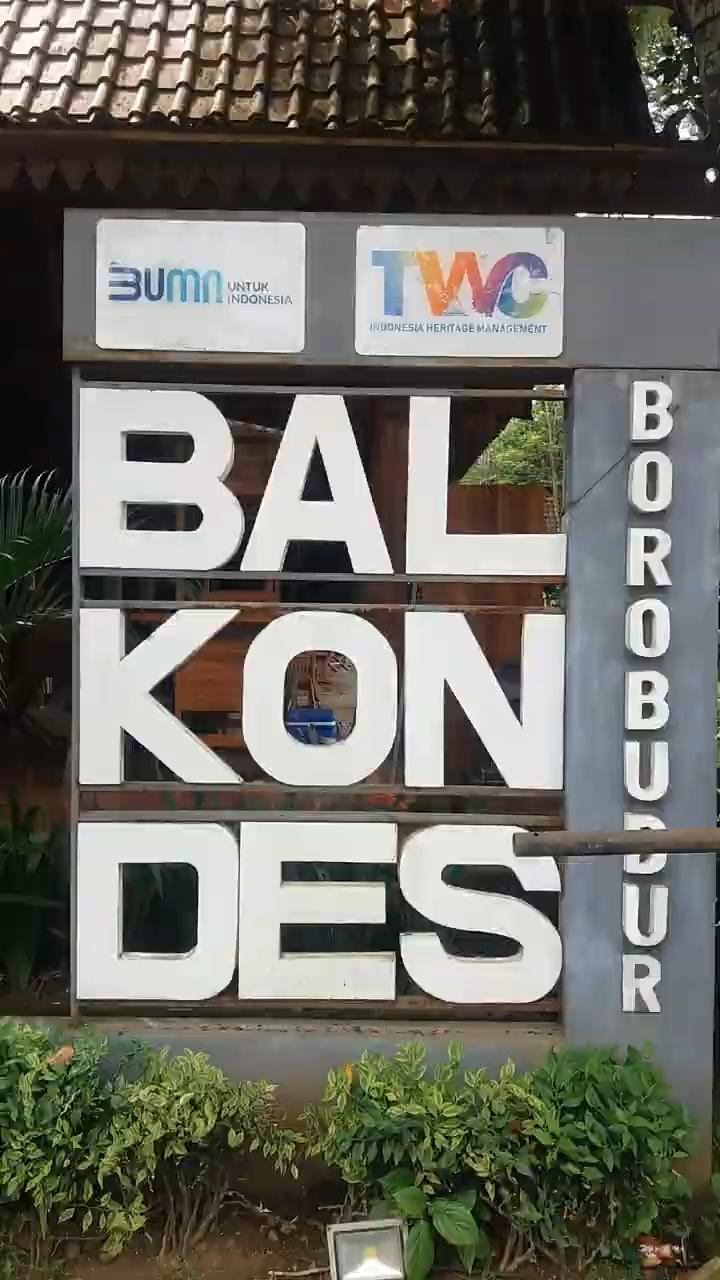 BUMN
UNTUK
INDONESIA
TWC
INDONESIA HERITAGE MANAGEMENT
BAL
KON
DES
BOROBUDUR